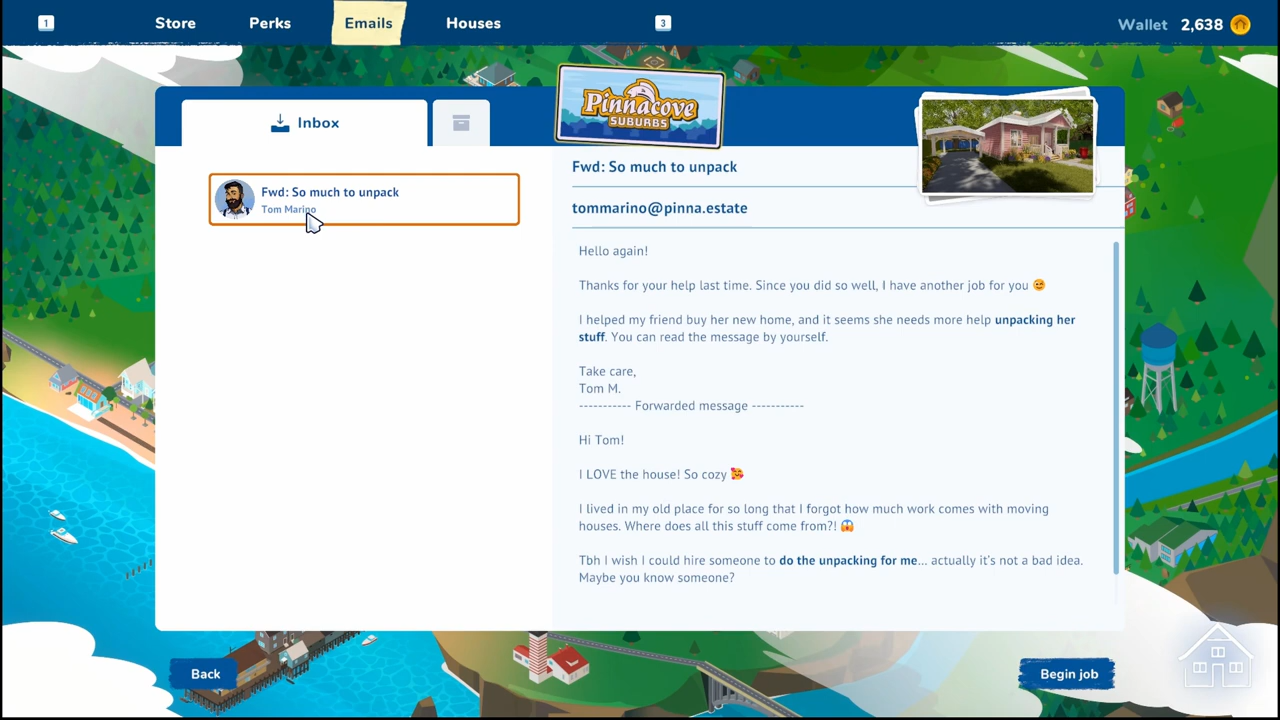 1 Store Perks Emails Houses 3 Wallet 2,638
Pinnacove
SUBURBS
Inbox
Fwd: So much to unpack
Tom Marino
Fwd: So much to unpack
tommarino@pinna.estate
Hello again!
Thanks for your help last time. Since you did so well, I have another job for you 😊
I helped my friend buy her new home, and it seems she needs more help unpacking her
stuff. You can read the message by yourself.
Take care,
Tom M.
----------- Forwarded message -----------
Hi Tom!
I LOVE the house! So cozy 🥰
I lived in my old place for so long that I forgot how much work comes with moving
houses. Where does all this stuff come from?! 😱
Tbh I wish I could hire someone to do the unpacking for me... actually it's not a bad idea.
Maybe you know someone?
Back
Begin job